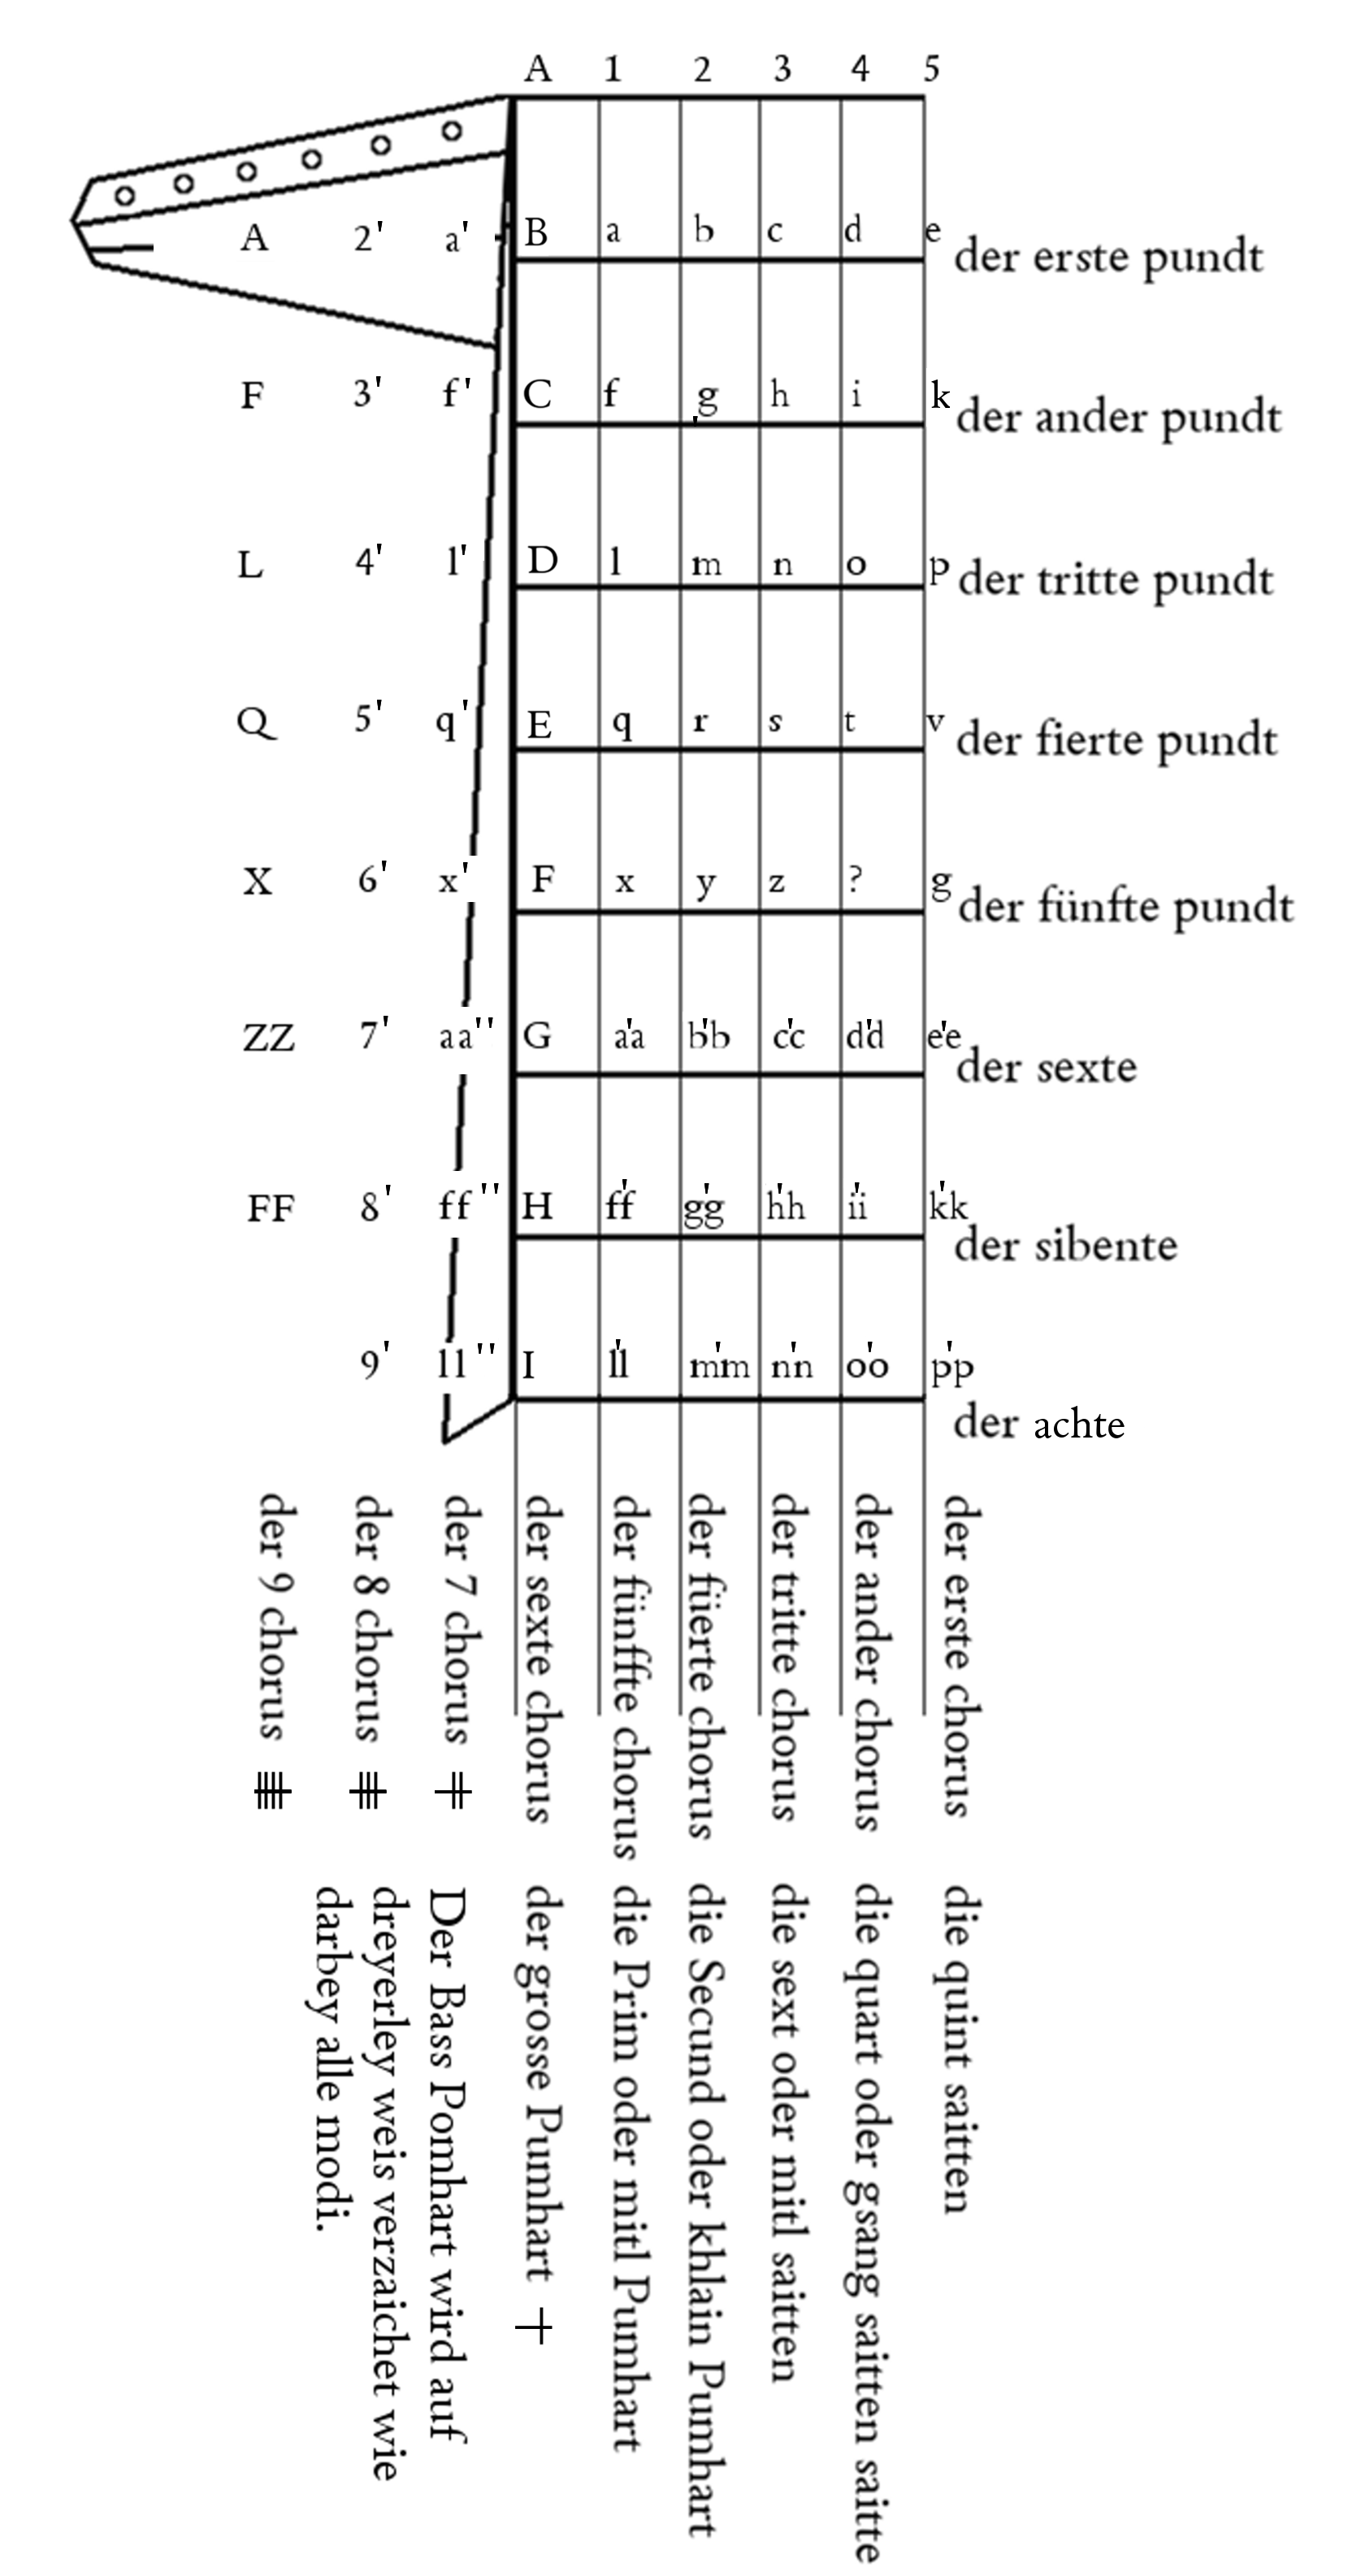 A 1 2 3 4 5
A 2' a' B a b c d e der erste pundt
F 3' f' C f g h i k der ander pundt
L 4' l' D l m n o p der tritte pundt
Q 5' q' E q r s t v der fierte pundt
X 6' x' F x y z ? g der fünfte pundt
ZZ 7' aa'' G a'a b'b c'c d'd e'e der sexte
FF 8' ff'' H f'f g'g h'h i'i k'k der sibente
9' ll'' I l'l m'm n'n o'o p'p der achte
der erste chorus die quint saitten
der ander chorus die quart oder gsang saitten saitte
der tritte chorus die sext oder mitl saitten
der füerte chorus die Secund oder khlain Pumhart
der fünffte chorus die Prim oder mitl Pumhart
der sexte chorus der grosse Pumhart
der 7 chorus
der 8 chorus
der 9 chorus
Der Bass Pomhart wird auf
dreyerley weis verzaichet wie
darbey alle modi.